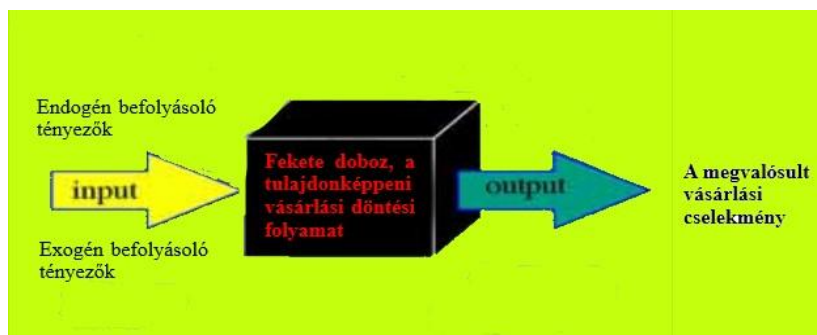 Endogén befolyásoló
tényezők
input
Exogén befolyásoló
tényezők
Fekete doboz, a
tulajdonképpeni
vásárlási döntési
folyamat
output
A megvalósult
vásárlási
cselekmény